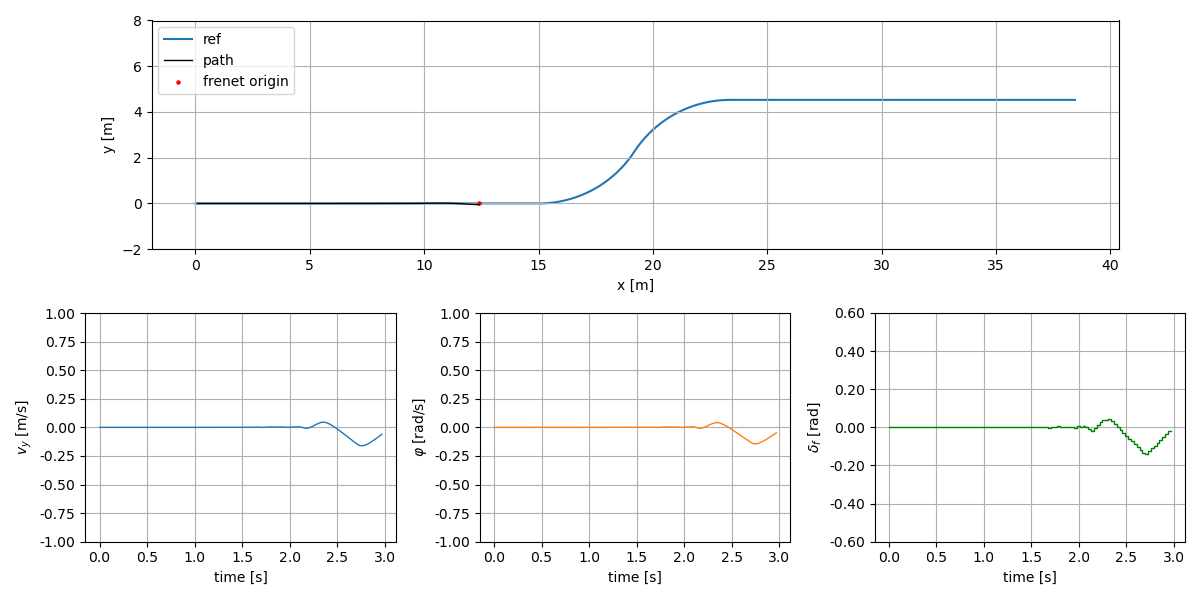 8
6
4
2
0
−2
y [m]
ref
path
frenet origin
0 5 10 15 20 25 30 35 40
x [m]
1.00
0.75
0.50
0.25
0.00
-0.25
-0.50
-0.75
-1.00
v_y [m/s]
0.0 0.5 1.0 1.5 2.0 2.5 3.0
time [s]
1.00
0.75
0.50
0.25
0.00
-0.25
-0.50
-0.75
-1.00
φ̇ [rad/s]
0.0 0.5 1.0 1.5 2.0 2.5 3.0
time [s]
0.60
0.40
0.20
0.00
-0.20
-0.40
-0.60
δ_f [rad]
0.0 0.5 1.0 1.5 2.0 2.5 3.0
time [s]